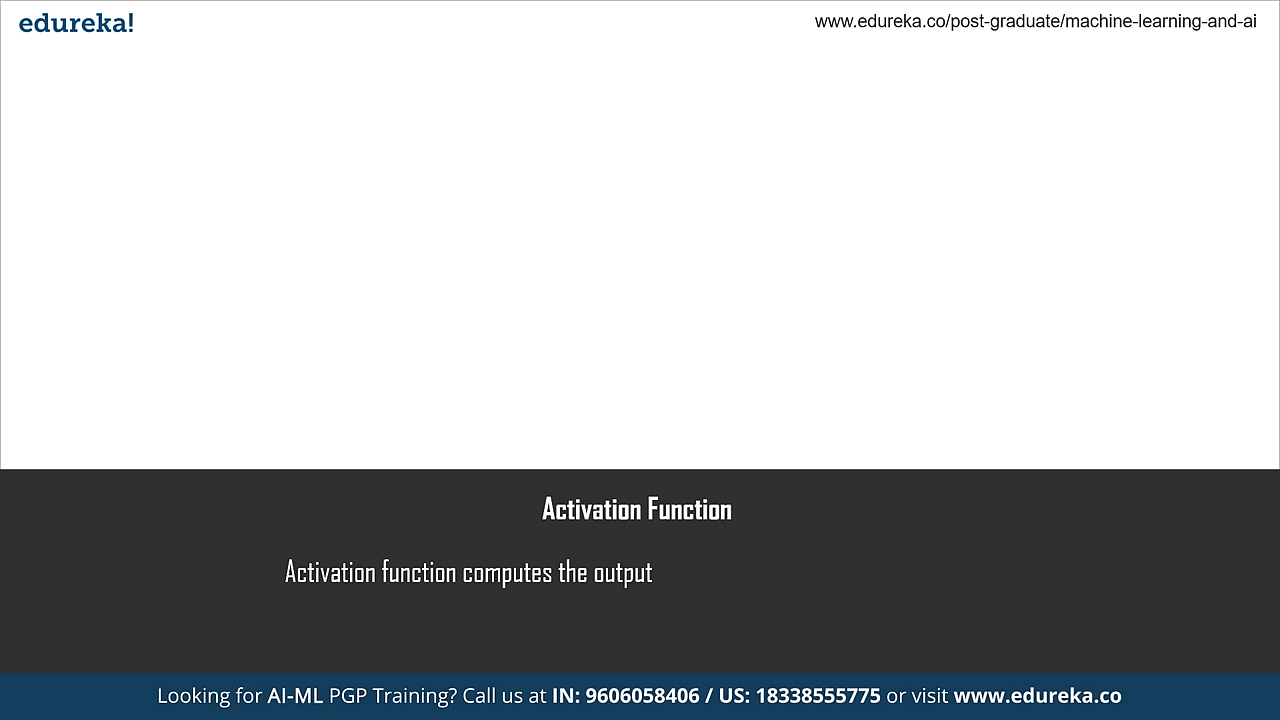 edureka!
www.edureka.co/post-graduate/machine-learning-and-ai
Activation Function
Activation function computes the output
Looking for AI-ML PGP Training? Call us at IN: 9606058406 / US: 18338555775 or visit www.edureka.co